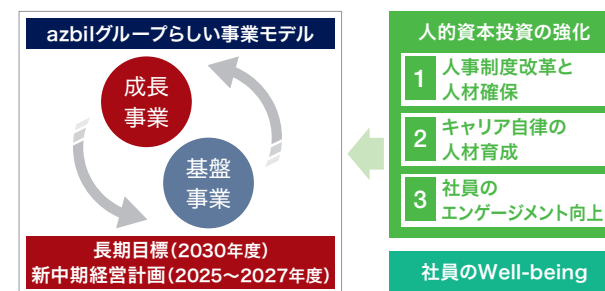 azbilグループらしい事業モデル
成長
事業
基盤
事業
長期目標(2030年度)
新中期経営計画(2025～2027年度)
人的資本投資の強化
1 人事制度改革と
人材確保
2 キャリア自律の
人材育成
3 社員の
エンゲージメント向上
社員のWell-being